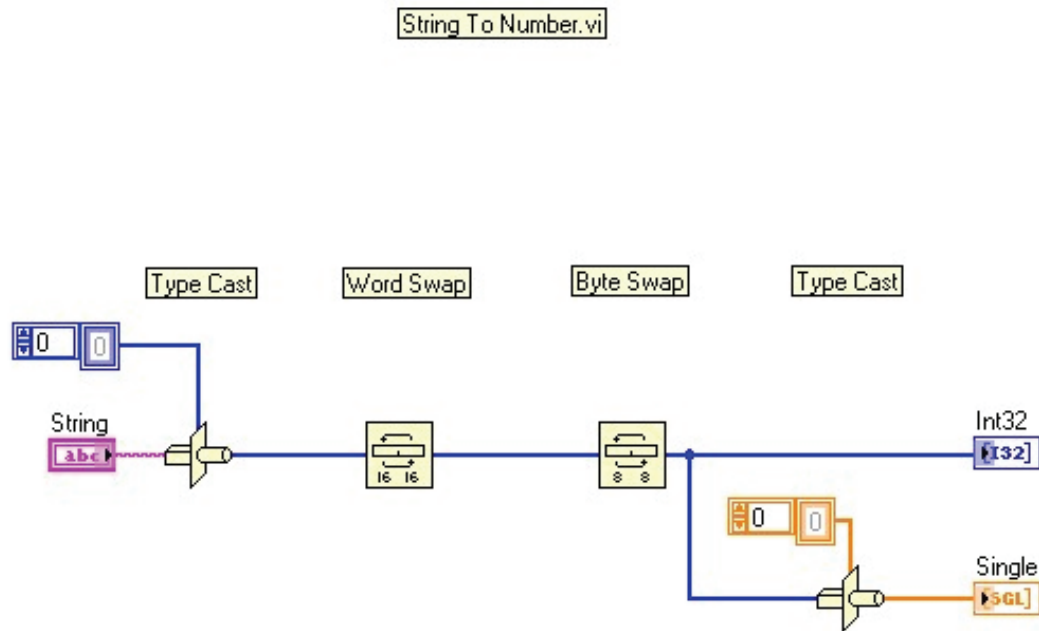 String To Number.vi
Type Cast
Word Swap
Byte Swap
Type Cast
0 0
String
abc
16 16
8 8
Int32
[I32]
0 0
Single
[SGL]